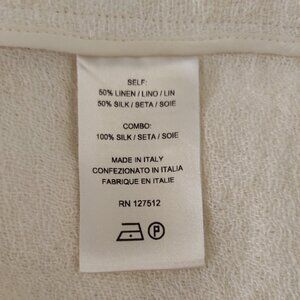 SELF:
50% LINEN / LINO / LIN
50% SILK / SETA / SOIE
COMBO:
100% SILK / SETA / SOIE
MADE IN ITALY
CONFEZIONATO IN ITALIA
FABRIQUE EN ITALIE
RN 127512
P